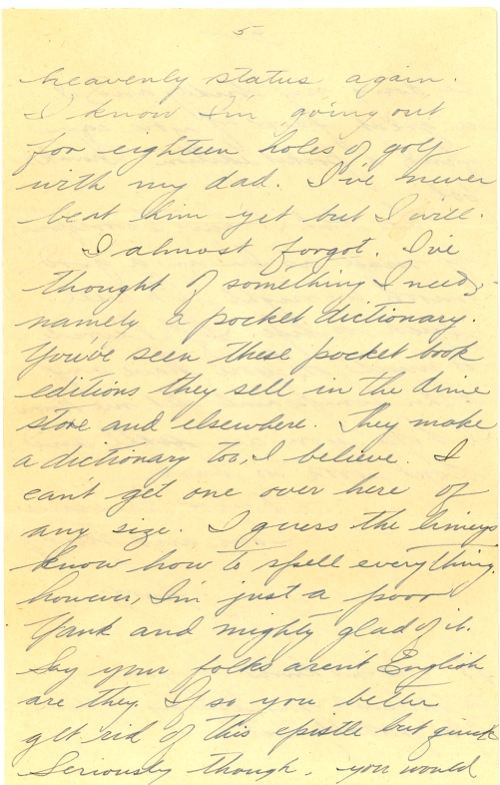 5
heavenly status again.
I know I'm going out
for eighteen holes of golf
with my dad. I've never
beat him yet but I will.
I almost forgot. I've
thought of something I need,-
namely a pocket dictionary.
You've seen these pocket book
editions they sell in the dime
store and elsewhere. They make
a dictionary too, I believe. I
can't get one over here of
any size. I guess the limeys
know how to spell everything.
however, I'm just a poor
Yank and mighty glad of it.
Say your folks aren't English
are they. If so you better
get rid of this epistle but quick
Seriously though, you would